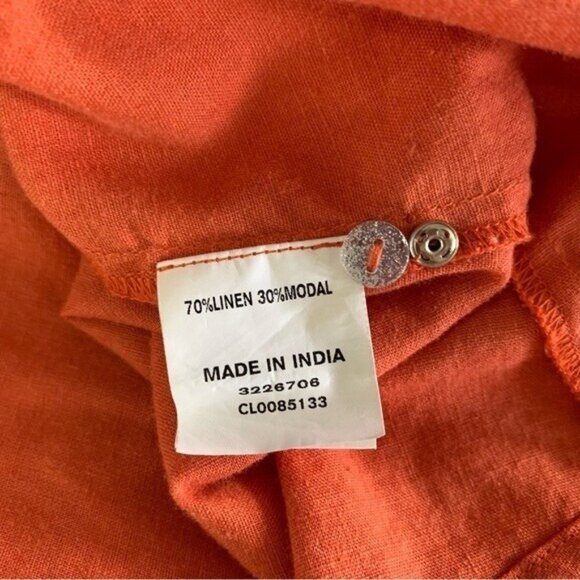 70%LINEN 30%MODAL
MADE IN INDIA
3226706
CL0085133